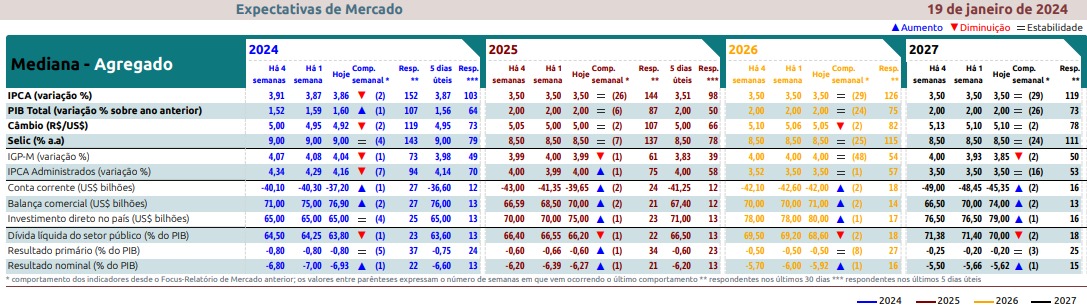 Expectativas de Mercado 19 de janeiro de 2024
▲Aumento ▼Diminuição = Estabilidade
Mediana - Agregado
2024 2025 2026 2027
Há 4 semanas Há 1 semana Hoje Comp. semanal * Resp. ** 5 dias úteis Resp. *** Há 4 semanas Há 1 semana Hoje Comp. semanal * Resp. ** 5 dias úteis Resp. *** Há 4 semanas Há 1 semana Hoje Comp. semanal * Resp. ** Há 4 semanas Há 1 semana Hoje Comp. semanal * Resp. **
IPCA (variação %) 3,91 3,87 3,86 ▼ (2) 152 3,87 103 3,50 3,50 3,50 = (26) 144 3,51 98 3,50 3,50 3,50 = (29) 126 3,50 3,50 3,50 = (29) 119
PIB Total (variação % sobre ano anterior) 1,52 1,59 1,60 ▲ (1) 107 1,56 64 2,00 2,00 2,00 = (6) 87 2,00 50 2,00 2,00 2,00 = (24) 75 2,00 2,00 2,00 = (26) 73
Câmbio (R$/US$) 5,00 4,95 4,92 ▼ (2) 119 4,95 73 5,05 5,00 5,00 = (2) 107 5,00 66 5,10 5,06 5,05 ▼ (2) 82 5,13 5,10 5,10 = (2) 78
Selic (% a.a) 9,00 9,00 9,00 = (4) 143 9,00 79 8,50 8,50 8,50 = (7) 137 8,50 78 8,50 8,50 8,50 = (25) 115 8,50 8,50 8,50 = (24) 111
IGP-M (variação %) 4,07 4,08 4,04 ▼ (1) 73 3,98 49 3,99 4,00 3,99 ▼ (1) 61 3,83 39 4,00 4,00 4,00 = (48) 54 4,00 3,93 3,85 ▼ (2) 50
IPCA Administrados (variação %) 4,34 4,29 4,16 ▼ (7) 94 4,14 70 4,00 3,99 4,00 ▲ (1) 75 4,00 54 3,52 3,50 3,50 = (1) 57 3,50 3,50 3,50 = (16) 53
Conta corrente (US$ bilhões) -40,10 -40,30 -37,20 ▲ (1) 27 -36,60 12 -43,00 -41,35 -39,65 ▲ (2) 24 -41,25 12 -42,10 -42,60 -42,00 ▲ (2) 18 -49,00 -48,45 -45,35 ▲ (2) 16
Balança comercial (US$ bilhões) 71,00 75,00 76,90 ▲ (2) 27 76,00 13 66,59 68,50 70,00 ▲ (2) 21 67,40 12 70,00 70,00 71,00 ▲ (2) 14 66,50 70,00 74,00 ▲ (2) 13
Investimento direto no país (US$ bilhões) 65,00 65,00 65,00 = (4) 25 65,00 13 70,00 70,00 75,00 ▲ (1) 23 71,00 13 78,00 78,00 80,00 ▲ (1) 17 76,50 76,50 79,00 ▲ (1) 16
Dívida líquida do setor público (% do PIB) 64,50 64,25 63,80 ▼ (1) 23 63,60 13 66,40 66,55 66,20 ▼ (1) 22 66,50 13 69,50 69,20 68,60 ▼ (2) 18 71,38 71,40 70,00 ▼ (2) 18
Resultado primário (% do PIB) -0,80 -0,80 -0,80 = (5) 37 -0,75 24 -0,60 -0,66 -0,60 ▲ (1) 34 -0,60 23 -0,50 -0,50 -0,50 = (8) 27 -0,25 -0,20 -0,20 = (3) 25
Resultado nominal (% do PIB) -6,80 -7,00 -6,93 ▲ (1) 22 -6,60 13 -6,20 -6,39 -6,27 ▲ (1) 21 -6,20 13 -5,70 -6,00 -5,92 ▲ (1) 16 -5,50 -5,66 -5,62 ▲ (1) 15
* comportamento dos indicadores desde o Focus-Relatório de Mercado anterior; os valores entre parênteses expressam o número de semanas em que vem ocorrendo o último comportamento ** respondentes nos últimos 30 dias *** respondentes nos últimos 5 dias úteis
2024 2025 2026 2027